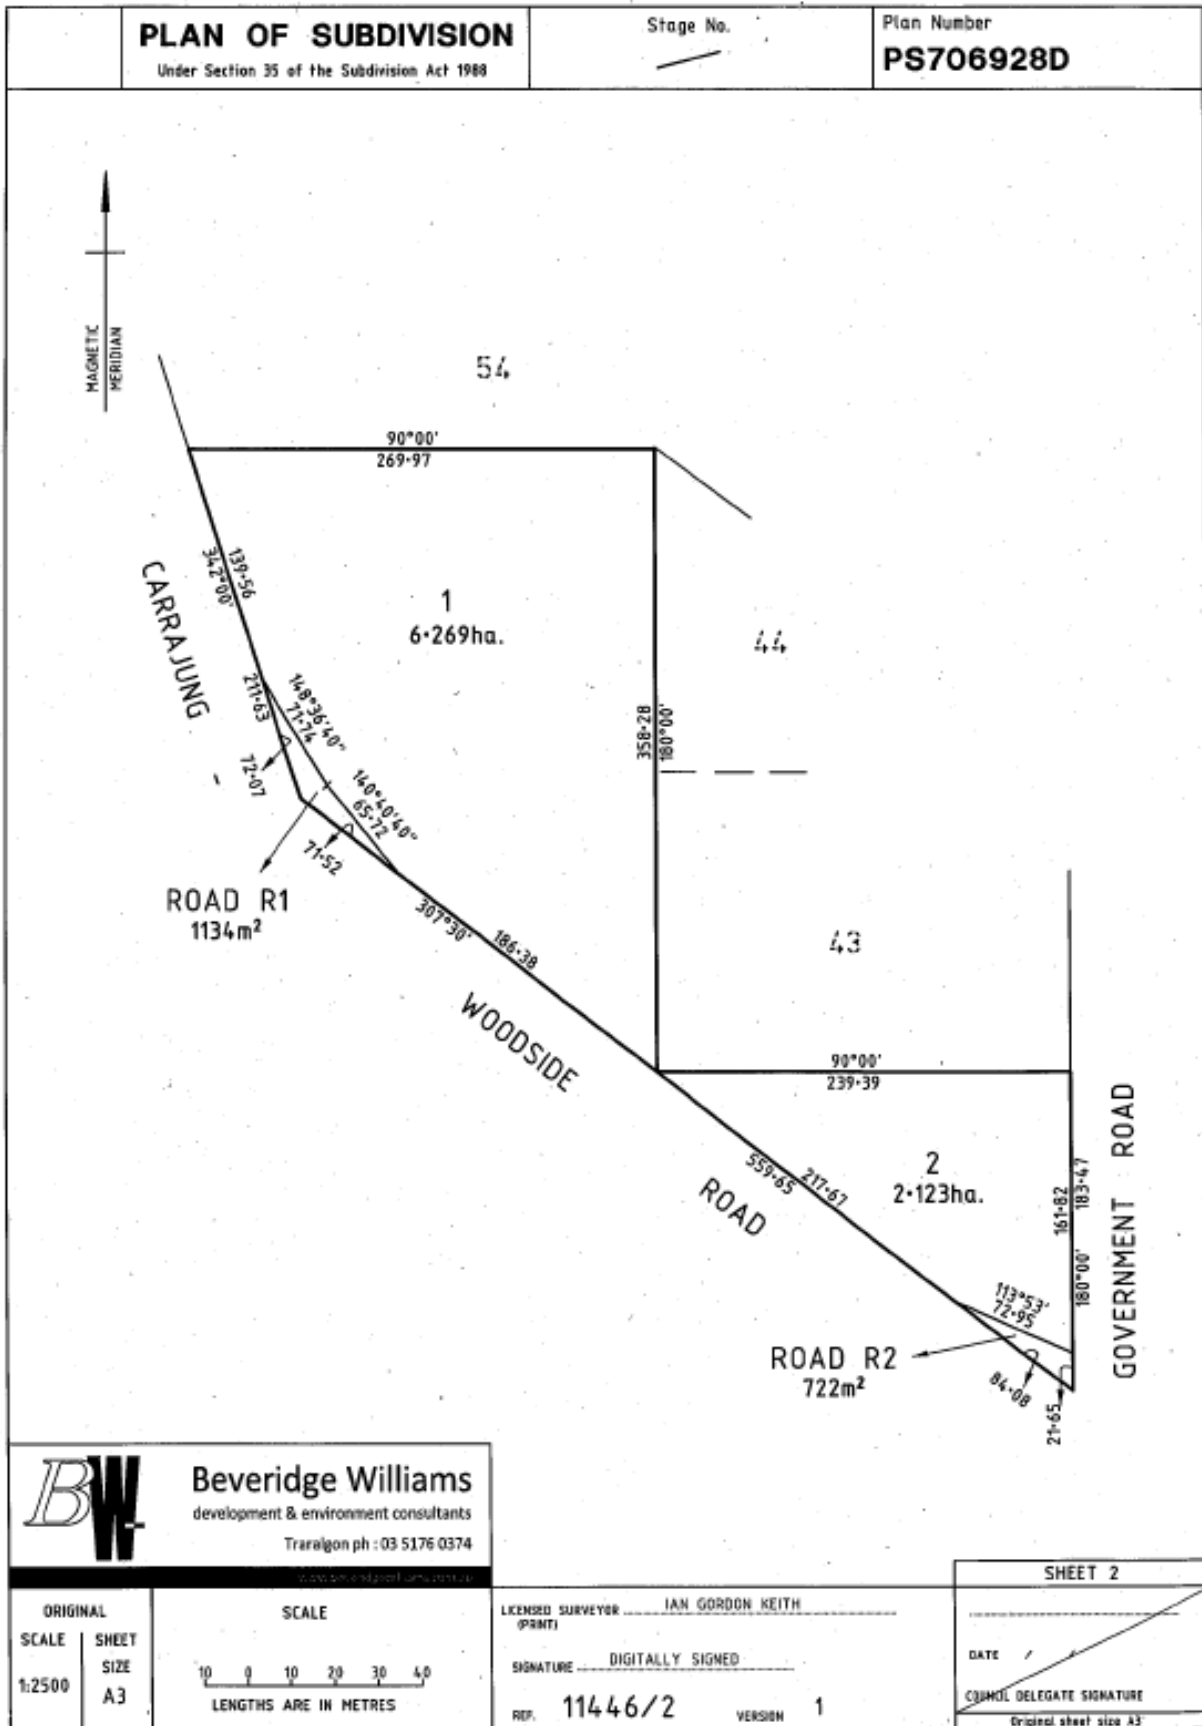 PLAN OF SUBDIVISION
Under Section 35 of the Subdivision Act 1988
Stage No.
Plan Number
PS706928D
MAGNETIC
MERIDIAN
54
90°00'
269·97
139·56
342°00'
CARRAJUNG
1
6·269ha.
44
211·63
148°36'40"
71·74
72·07
358·28
180°00'
-
140°40'40"
65·72
71·52
ROAD R1
1134m²
307°30'
186·38
43
WOODSIDE
90°00'
239·39
GOVERNMENT ROAD
2
2·123ha.
559·65
217·67
ROAD
161·82
183·47
180°00'
113°53'
72·95
ROAD R2
722m²
84·08
21·65
BW
Beveridge Williams
development & environment consultants
Traralgon ph : 03 5176 0374
SHEET 2
ORIGINAL
SCALE
SHEET
SIZE
1:2500
A3
SCALE
10 0 10 20 30 40
LENGTHS ARE IN METRES
LICENSED SURVEYOR IAN GORDON KEITH
(PRINT)
SIGNATURE DIGITALLY SIGNED
REF. 11446/2 VERSION 1
DATE / /
COUNCIL DELEGATE SIGNATURE
Original sheet size A3